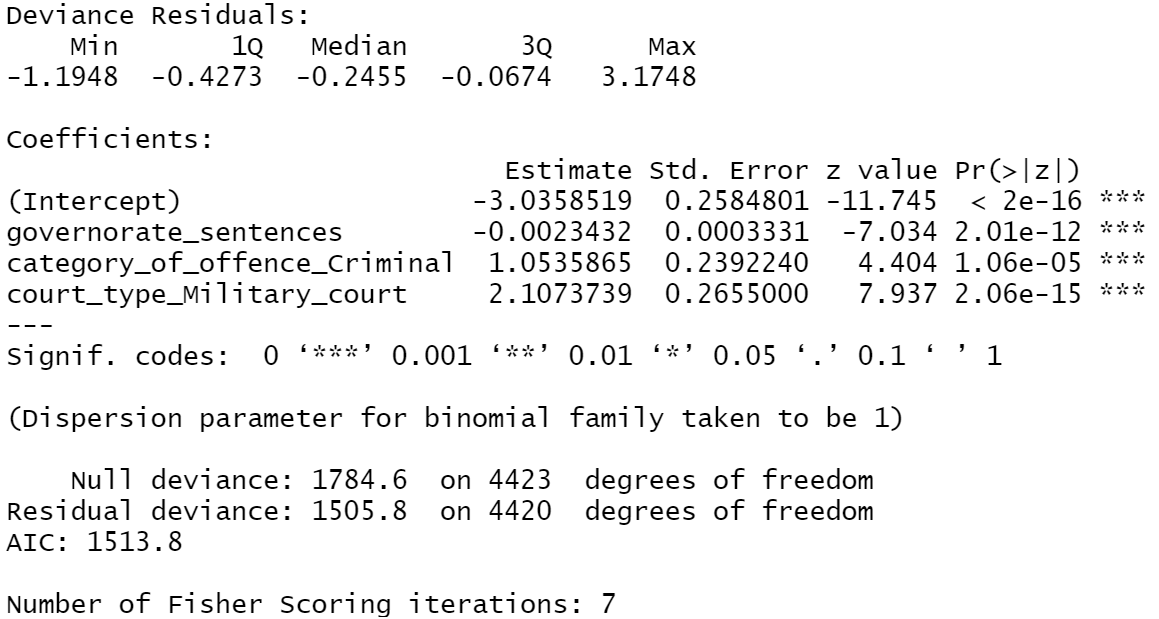 Deviance Residuals:
    Min       1Q   Median       3Q      Max
-1.1948  -0.4273  -0.2455  -0.0674   3.1748

Coefficients:
                               Estimate Std. Error z value Pr(>|z|)
(Intercept)                  -3.0358519  0.2584801 -11.745  < 2e-16 ***
governorate_sentences        -0.0023432  0.0003331  -7.034 2.01e-12 ***
category_of_offence_Criminal  1.0535865  0.2392240   4.404 1.06e-05 ***
court_type_Military_court     2.1073739  0.2655000   7.937 2.06e-15 ***
---
Signif. codes:  0 ‘***’ 0.001 ‘**’ 0.01 ‘*’ 0.05 ‘.’ 0.1 ‘ ’ 1

(Dispersion parameter for binomial family taken to be 1)

    Null deviance: 1784.6  on 4423  degrees of freedom
Residual deviance: 1505.8  on 4420  degrees of freedom
AIC: 1513.8

Number of Fisher Scoring iterations: 7